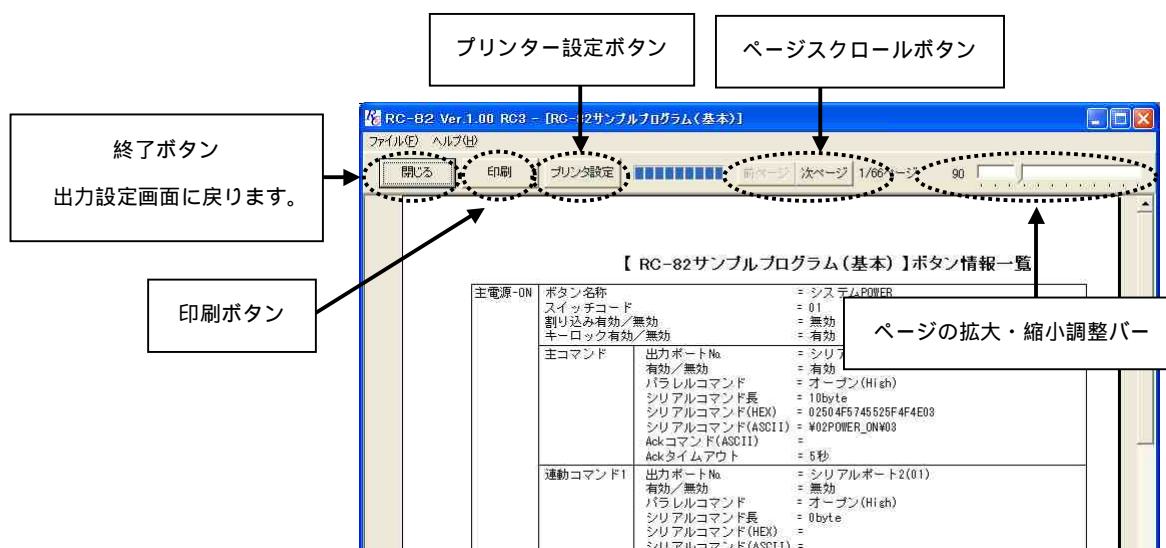 プリンター設定ボタン
ページスクロールボタン
終了ボタン
出力設定画面に戻ります。
印刷ボタン
ページの拡大・縮小調整バー
RC-82 Ver.1.00 RC3 - [RC-82サンプルプログラム(基本)]
ファイル(F) ヘルプ(H)
閉じる 印刷 プリンタ設定 前ページ 次ページ 1/66ページ 90
【 RC-82サンプルプログラム(基本) 】ボタン情報一覧
主電源-ON ボタン名称 = システムPOWER
スイッチコード = 01
割り込み有効/無効 = 無効
キーロック有効/無効 = 有効
主コマンド 出力ポート№ = シリア
有効/無効 = 有効
パラレルコマンド = オープン(High)
シリアルコマンド長 = 10byte
シリアルコマンド(HEX) = 02504F5745525F4F4E03
シリアルコマンド(ASCII) = ¥02POWER_ON¥03
Ackコマンド(ASCII) =
Ackタイムアウト = 5秒
連動コマンド1 出力ポート№ = シリアルポート2(01)
有効/無効 = 無効
パラレルコマンド = オープン(High)
シリアルコマンド長 = 0byte
シリアルコマンド(HEX) =
シリアルコマンド(ASCII) =